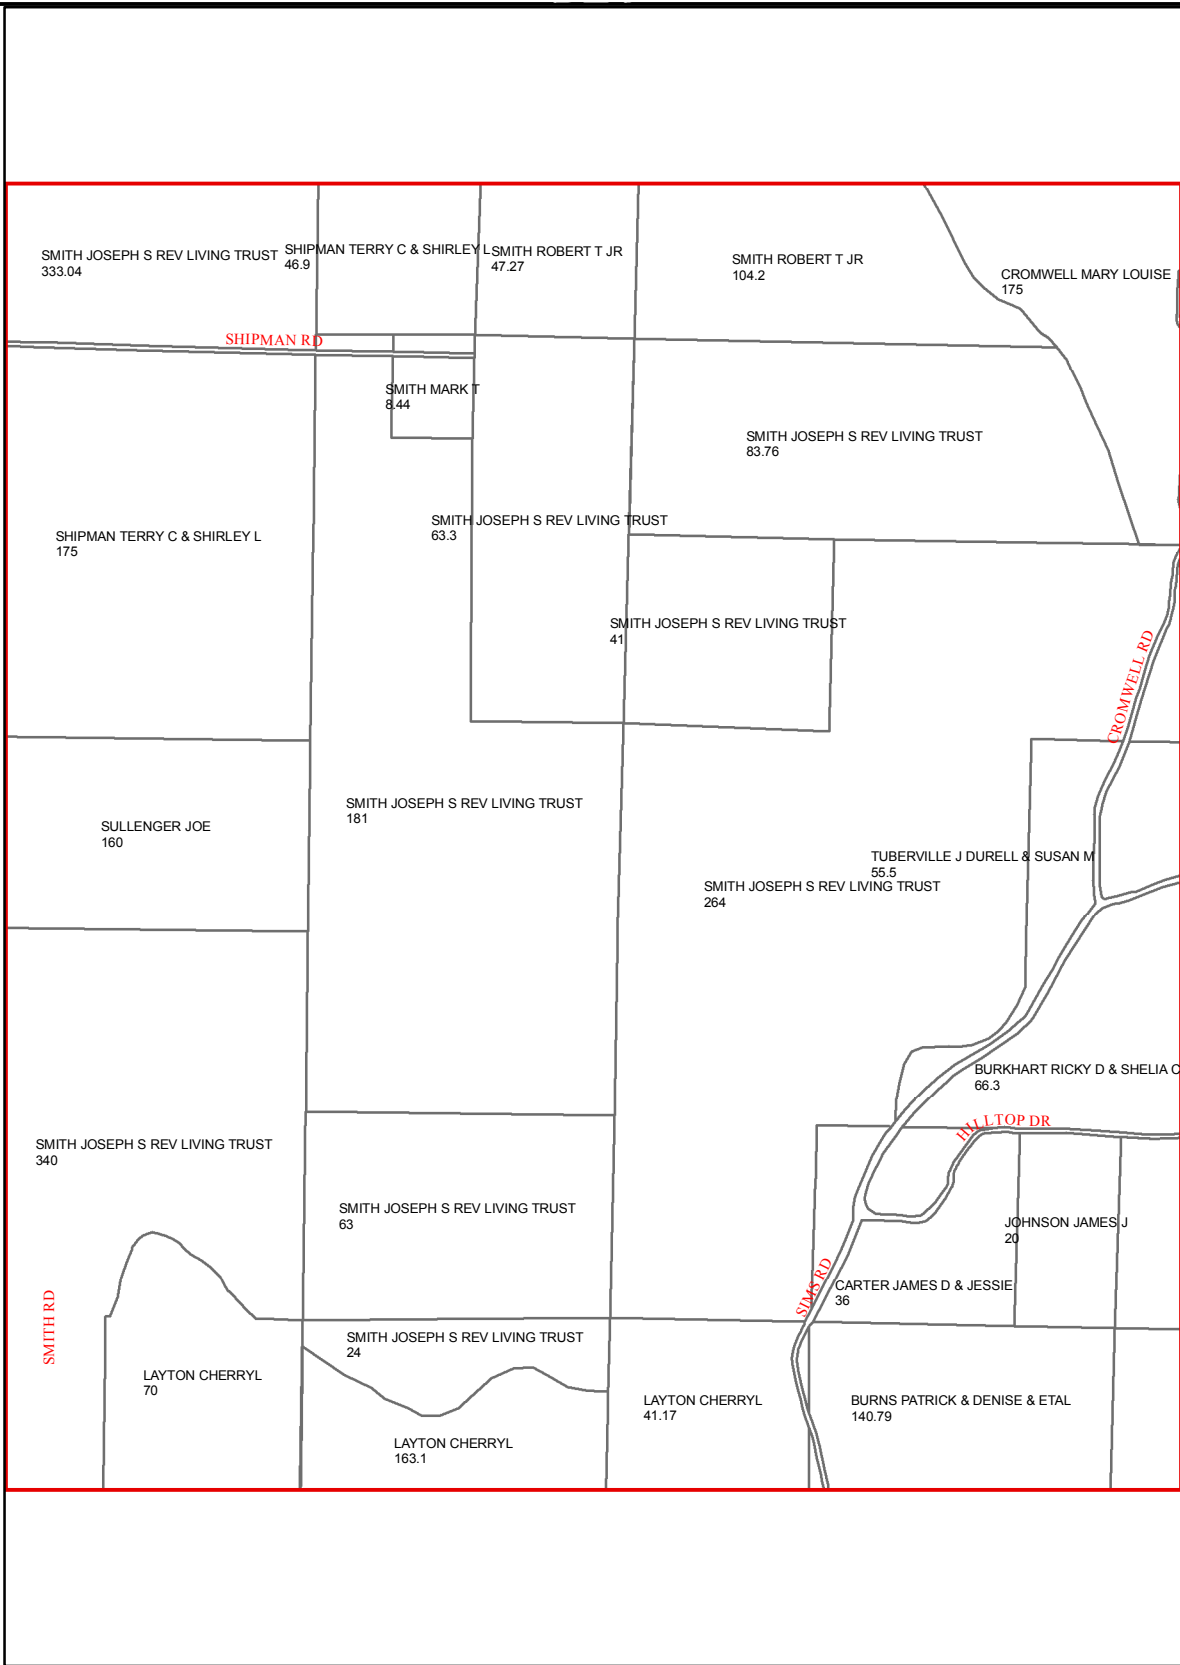 SMITH JOSEPH S REV LIVING TRUST
333.04
SHIPMAN TERRY C & SHIRLEY L
46.9
SMITH ROBERT T JR
47.27
SMITH ROBERT T JR
104.2
CROMWELL MARY LOUISE
175
SHIPMAN RD
SMITH MARK T
8.44
SMITH JOSEPH S REV LIVING TRUST
83.76
SHIPMAN TERRY C & SHIRLEY L
175
SMITH JOSEPH S REV LIVING TRUST
63.3
SMITH JOSEPH S REV LIVING TRUST
41
CROMWELL RD
SMITH JOSEPH S REV LIVING TRUST
181
SULLENGER JOE
160
TUBERVILLE J DURELL & SUSAN M
55.5
SMITH JOSEPH S REV LIVING TRUST
264
BURKHART RICKY D & SHELIA C
66.3
HILLTOP DR
SMITH JOSEPH S REV LIVING TRUST
340
SMITH JOSEPH S REV LIVING TRUST
63
JOHNSON JAMES J
20
SIMS RD
CARTER JAMES D & JESSIE
36
SMITH RD
SMITH JOSEPH S REV LIVING TRUST
24
LAYTON CHERRYL
70
LAYTON CHERRYL
41.17
BURNS PATRICK & DENISE & ETAL
140.79
LAYTON CHERRYL
163.1